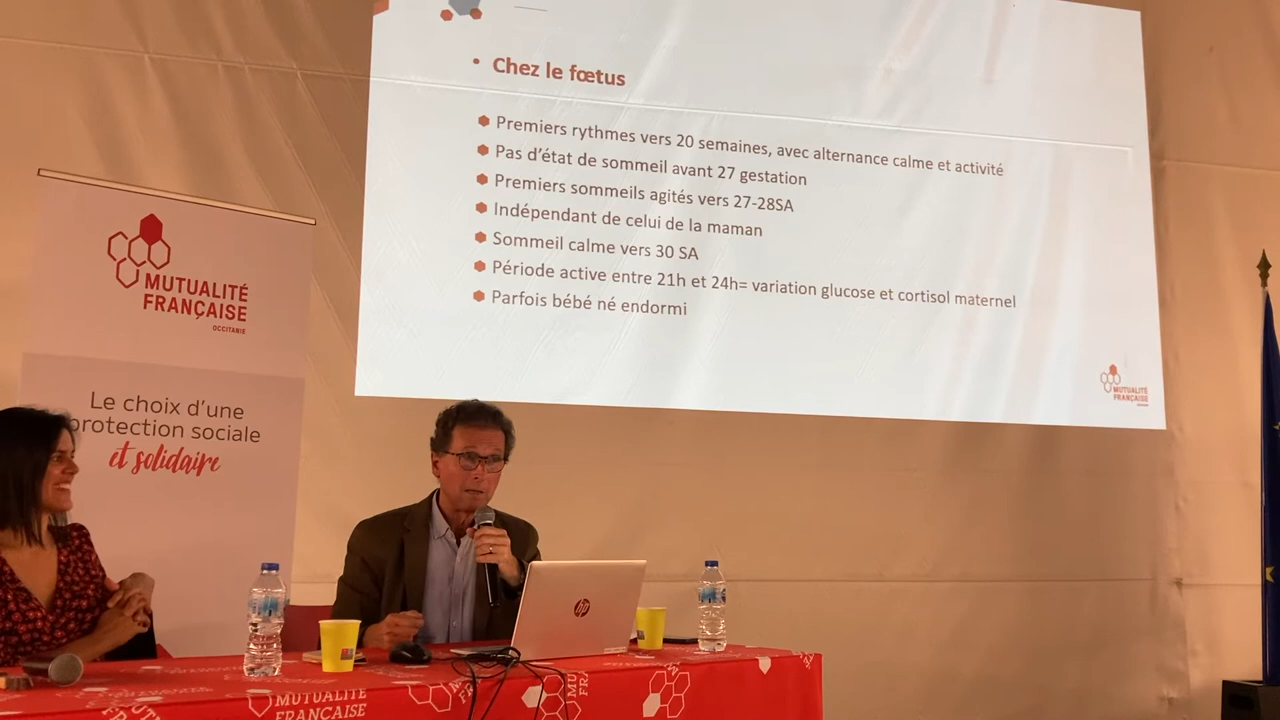 • Chez le fœtus
Premiers rythmes vers 20 semaines, avec alternance calme et activité
Pas d'état de sommeil avant 27 gestation
Premiers sommeils agités vers 27-28SA
Indépendant de celui de la maman
Sommeil calme vers 30 SA
Période active entre 21h et 24h= variation glucose et cortisol maternel
Parfois bébé né endormi
MUTUALITÉ
FRANÇAISE
MUTUALITÉ
FRANÇAISE
OCCITANIE
Le choix d'une
protection sociale
et solidaire
hp
MUTUALITÉ
FRANÇAISE